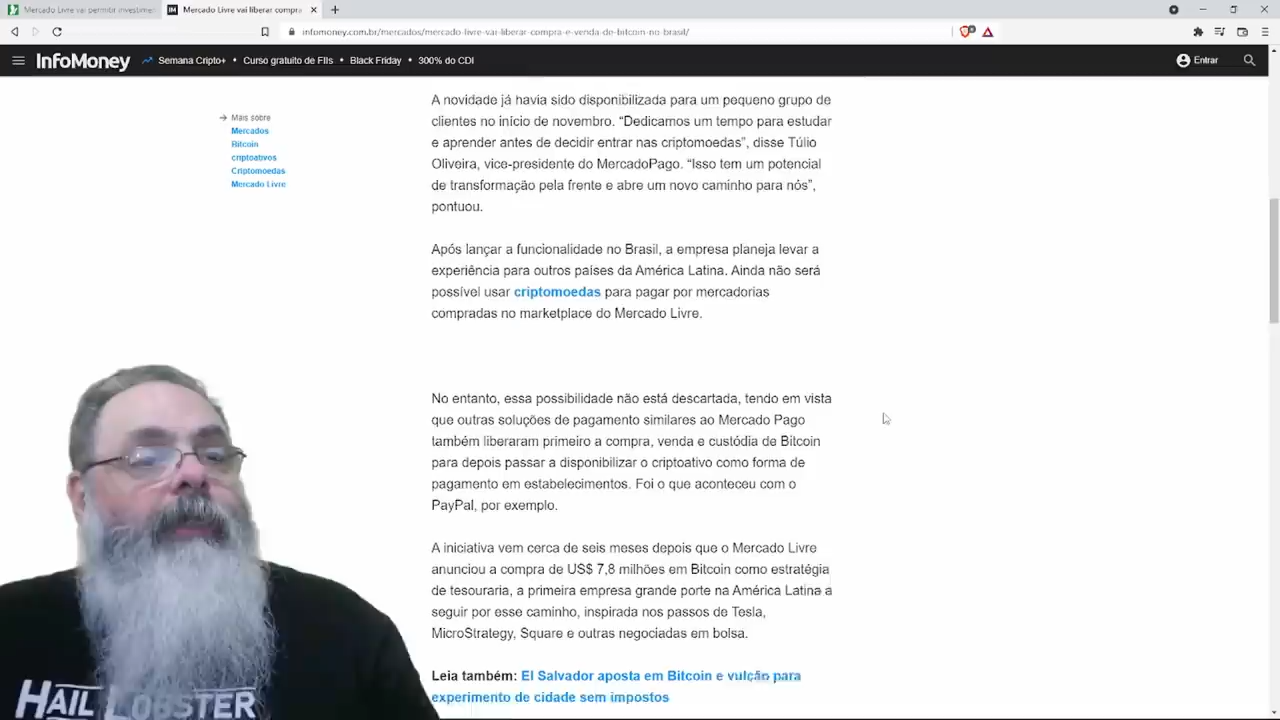 Mercado Livre vai permitir investimen
Mercado Livre vai liberar compra
infomoney.com.br/mercados/mercado-livre-vai-liberar-compra-e-venda-de-bitcoin-no-brasil/
InfoMoney
Semana Cripto+ • Curso gratuito de FIIs • Black Friday • 300% do CDI
Entrar
Mais sobre
Mercados
Bitcoin
criptoativos
Criptomoedas
Mercado Livre
A novidade já havia sido disponibilizada para um pequeno grupo de
clientes no início de novembro. “Dedicamos um tempo para estudar
e aprender antes de decidir entrar nas criptomoedas”, disse Túlio
Oliveira, vice-presidente do MercadoPago. “Isso tem um potencial
de transformação pela frente e abre um novo caminho para nós”,
pontuou.
Após lançar a funcionalidade no Brasil, a empresa planeja levar a
experiência para outros países da América Latina. Ainda não será
possível usar criptomoedas para pagar por mercadorias
compradas no marketplace do Mercado Livre.
No entanto, essa possibilidade não está descartada, tendo em vista
que outras soluções de pagamento similares ao Mercado Pago
também liberaram primeiro a compra, venda e custódia de Bitcoin
para depois passar a disponibilizar o criptoativo como forma de
pagamento em estabelecimentos. Foi o que aconteceu com o
PayPal, por exemplo.
A iniciativa vem cerca de seis meses depois que o Mercado Livre
anunciou a compra de US$ 7,8 milhões em Bitcoin como estratégia
de tesouraria, a primeira empresa grande porte na América Latina a
seguir por esse caminho, inspirada nos passos de Tesla,
MicroStrategy, Square e outras negociadas em bolsa.
Leia também: El Salvador aposta em Bitcoin e vulcão para
experimento de cidade sem impostos
HAIL LOBSTER